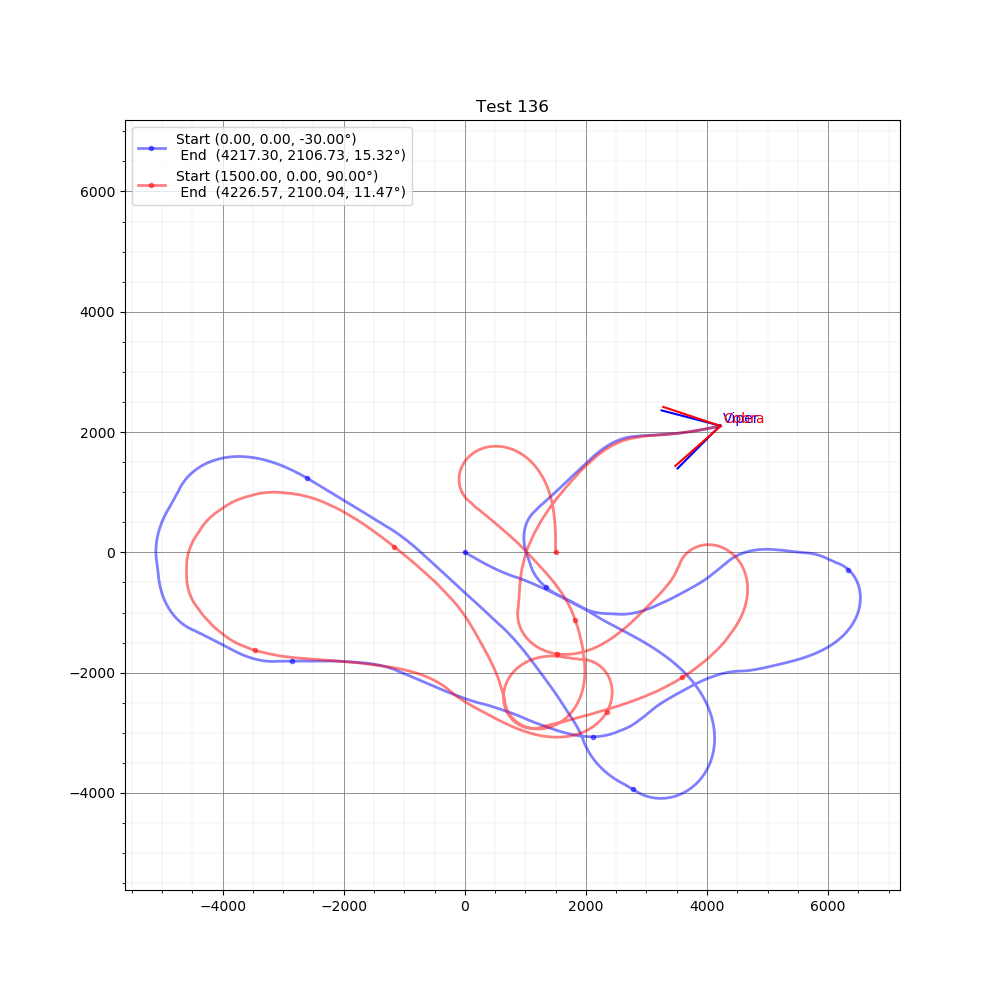 Test 136
Start (0.00, 0.00, -30.00°)
End  (4217.30, 2106.73, 15.32°)
Start (1500.00, 0.00, 90.00°)
End  (4226.57, 2100.04, 11.47°)
6000
4000
2000
0
−2000
−4000
Viper
Cobra
−4000
−2000
0
2000
4000
6000